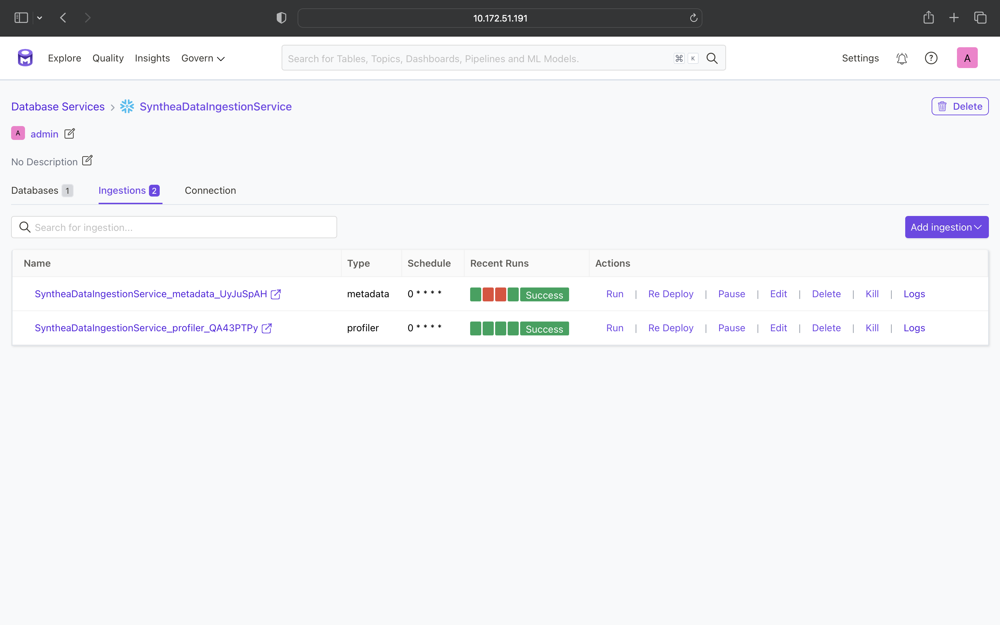 10.172.51.191
Explore Quality Insights Govern Search for Tables, Topics, Dashboards, Pipelines and ML Models. ⌘ K Settings ? A
Database Services > SyntheaDataIngestionService Delete
A admin
No Description
Databases 1 Ingestions 2 Connection
Search for ingestion... Add ingestion
Name Type Schedule Recent Runs Actions
SyntheaDataIngestionService_metadata_UyJuSpAH metadata 0 * * * * Success Run | Re Deploy | Pause | Edit | Delete | Kill | Logs
SyntheaDataIngestionService_profiler_QA43PTPy profiler 0 * * * * Success Run | Re Deploy | Pause | Edit | Delete | Kill | Logs